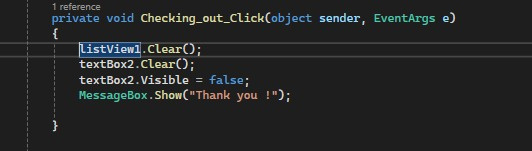 1 reference
private void Checking_out_Click(object sender, EventArgs e)
{
listView1.Clear();
textBox2.Clear();
textBox2.Visible = false;
MessageBox.Show("Thank you !");
}